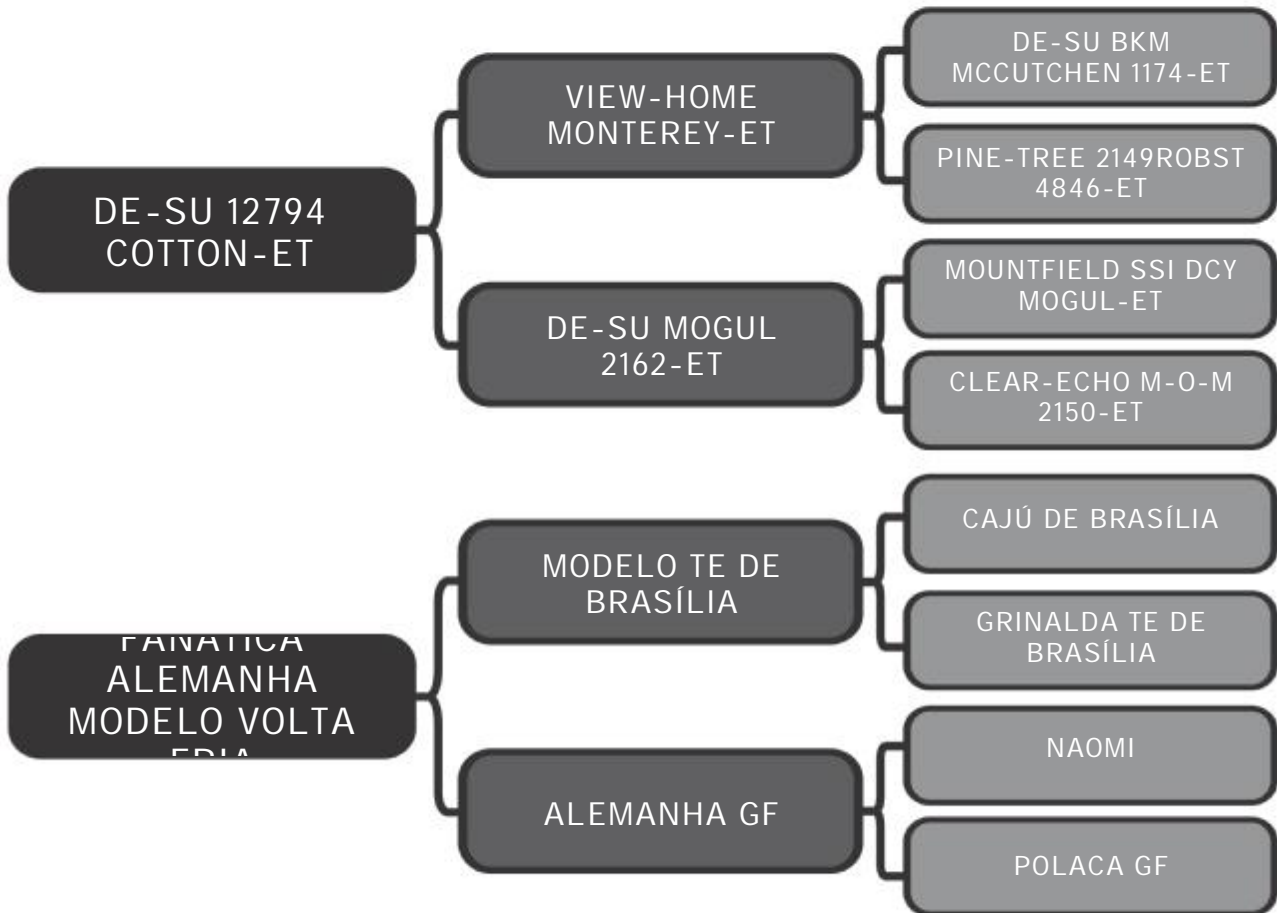 DE-SU 12794
COTTON-ET
VIEW-HOME
MONTEREY-ET
DE-SU BKM
MCCUTCHEN 1174-ET
PINE-TREE 2149ROBST
4846-ET
DE-SU MOGUL
2162-ET
MOUNTFIELD SSI DCY
MOGUL-ET
CLEAR-ECHO M-O-M
2150-ET
FANATICA
ALEMANHA
MODELO VOLTA
FRIA
MODELO TE DE
BRASÍLIA
CAJÚ DE BRASÍLIA
GRINALDA TE DE
BRASÍLIA
ALEMANHA GF
NAOMI
POLACA GF